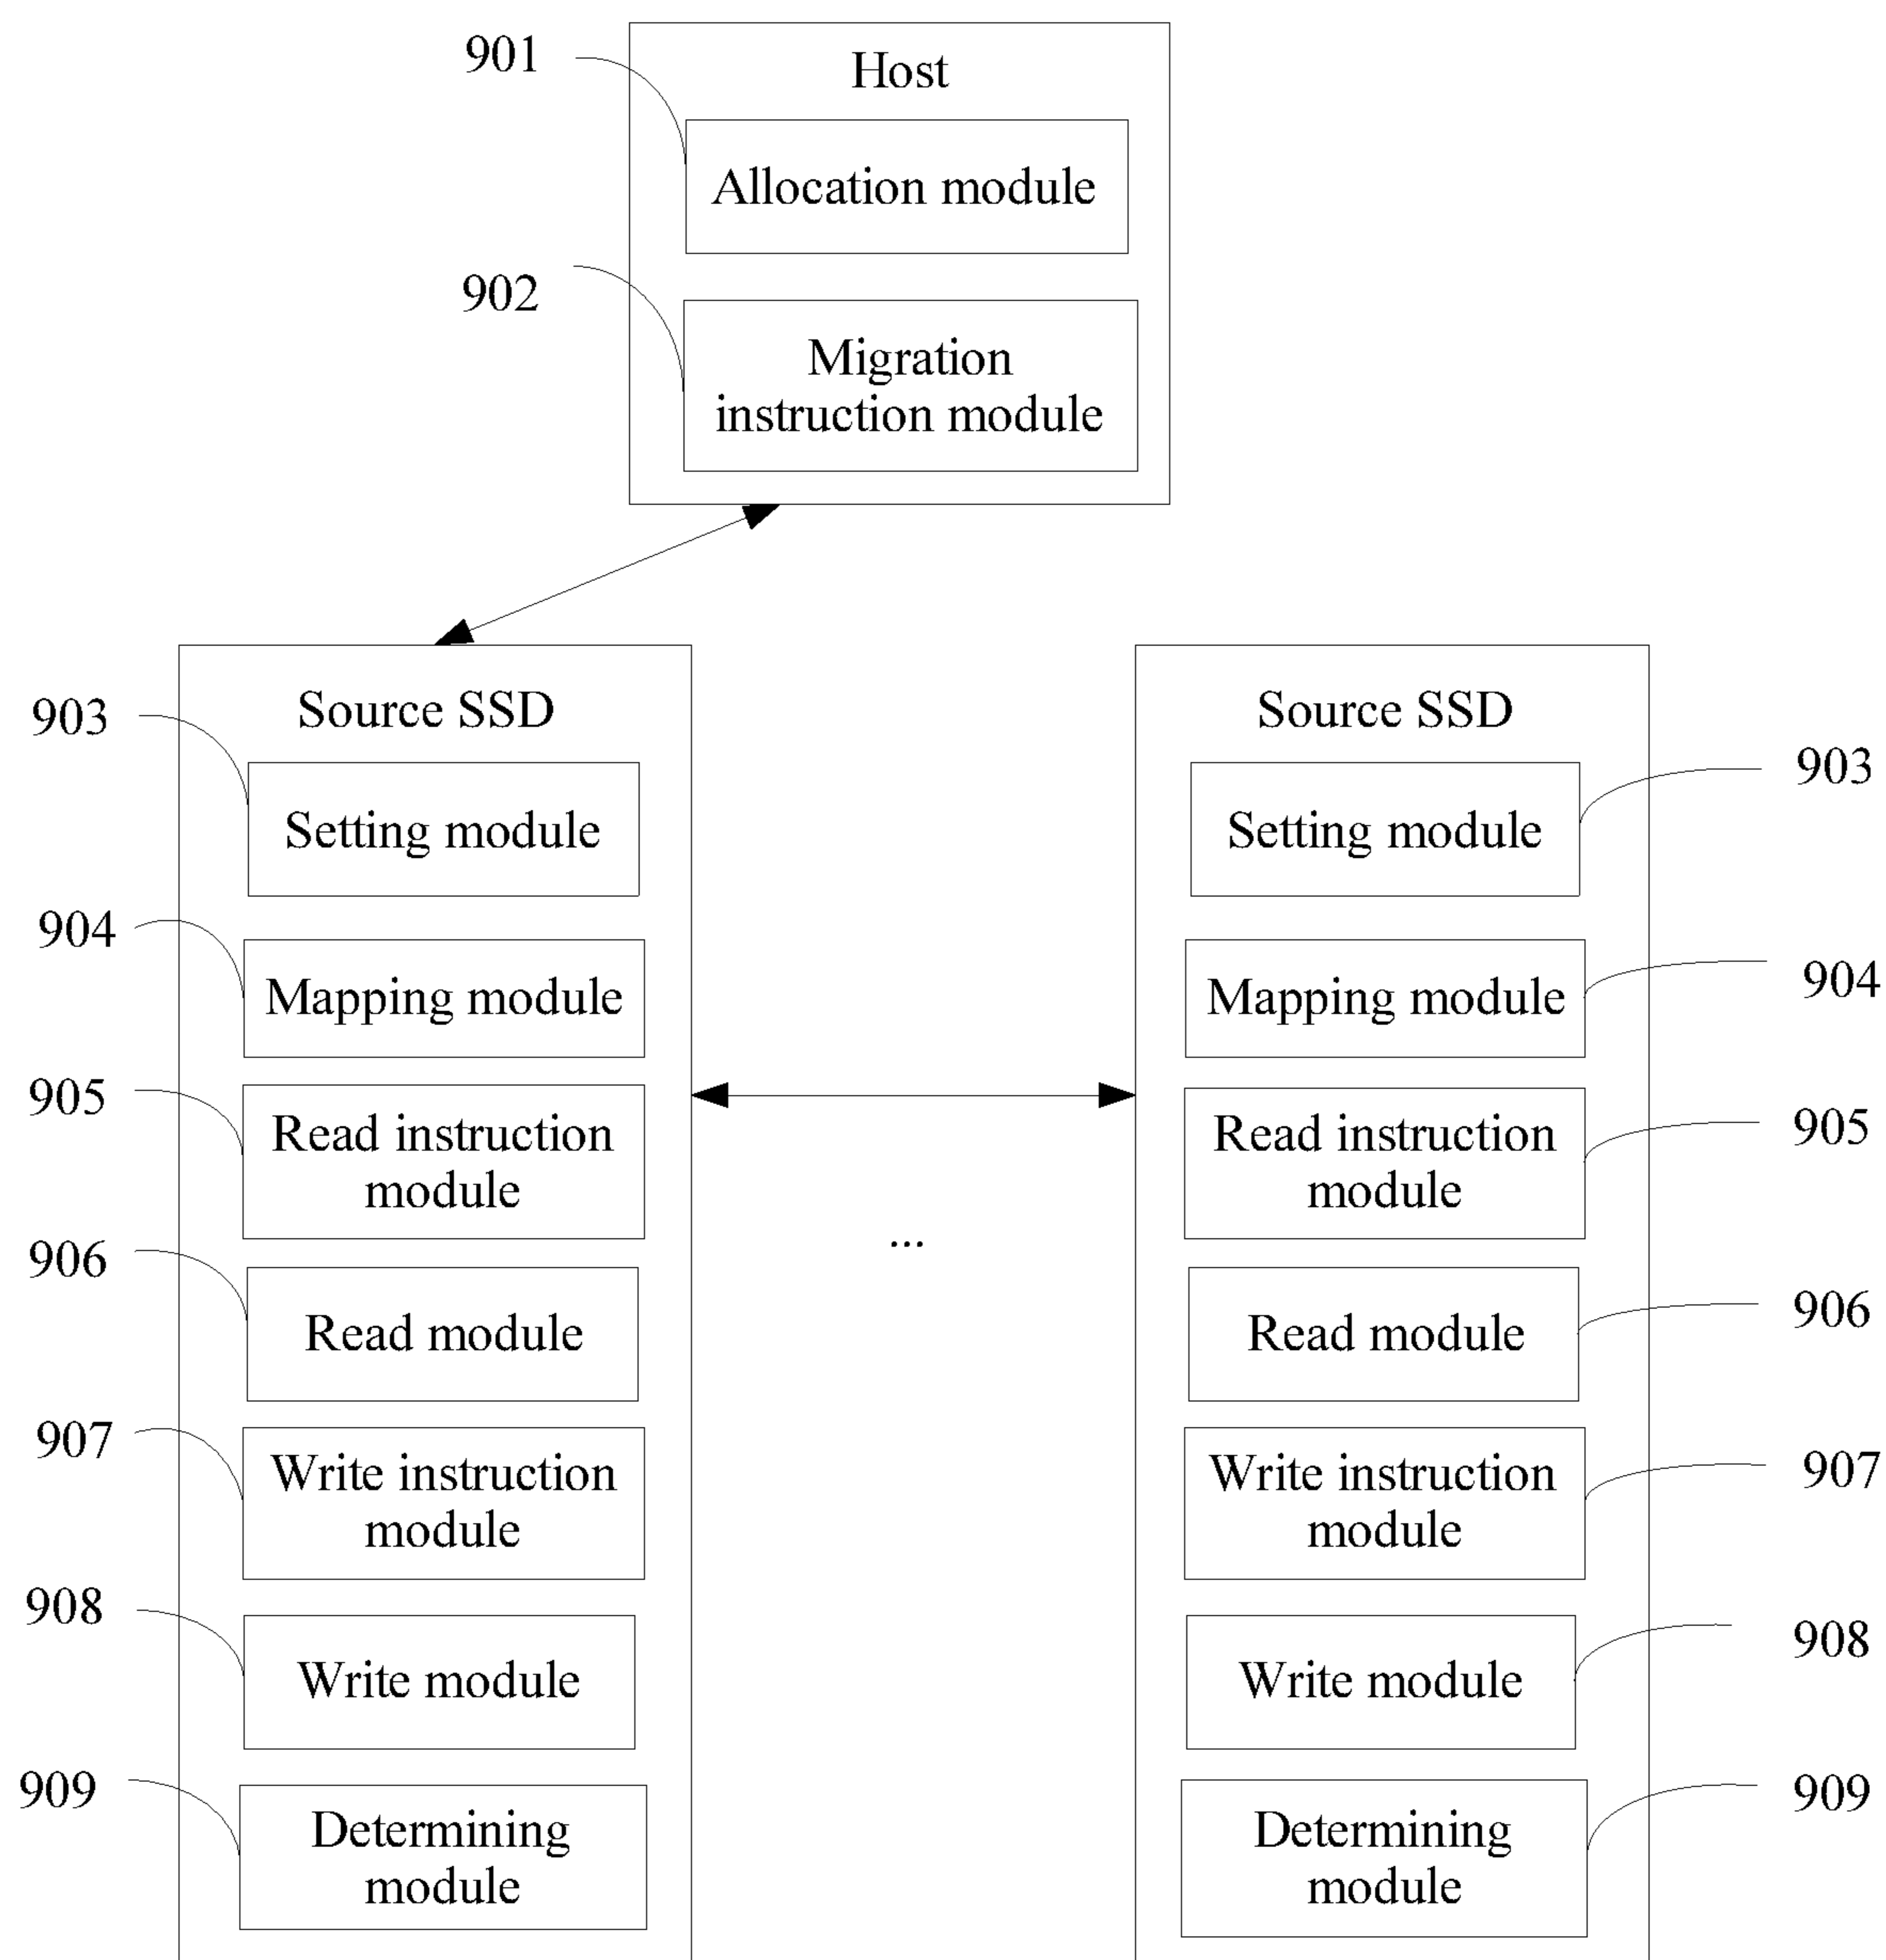 901
Host
Allocation module
902
Migration
instruction module
Source SSD
903
Setting module
904
Mapping module
905
Read instruction
module
906
Read module
907
Write instruction
module
908
Write module
909
Determining
module
...
Source SSD
Setting module
903
Mapping module
904
Read instruction
module
905
Read module
906
Write instruction
module
907
Write module
908
Determining
module
909